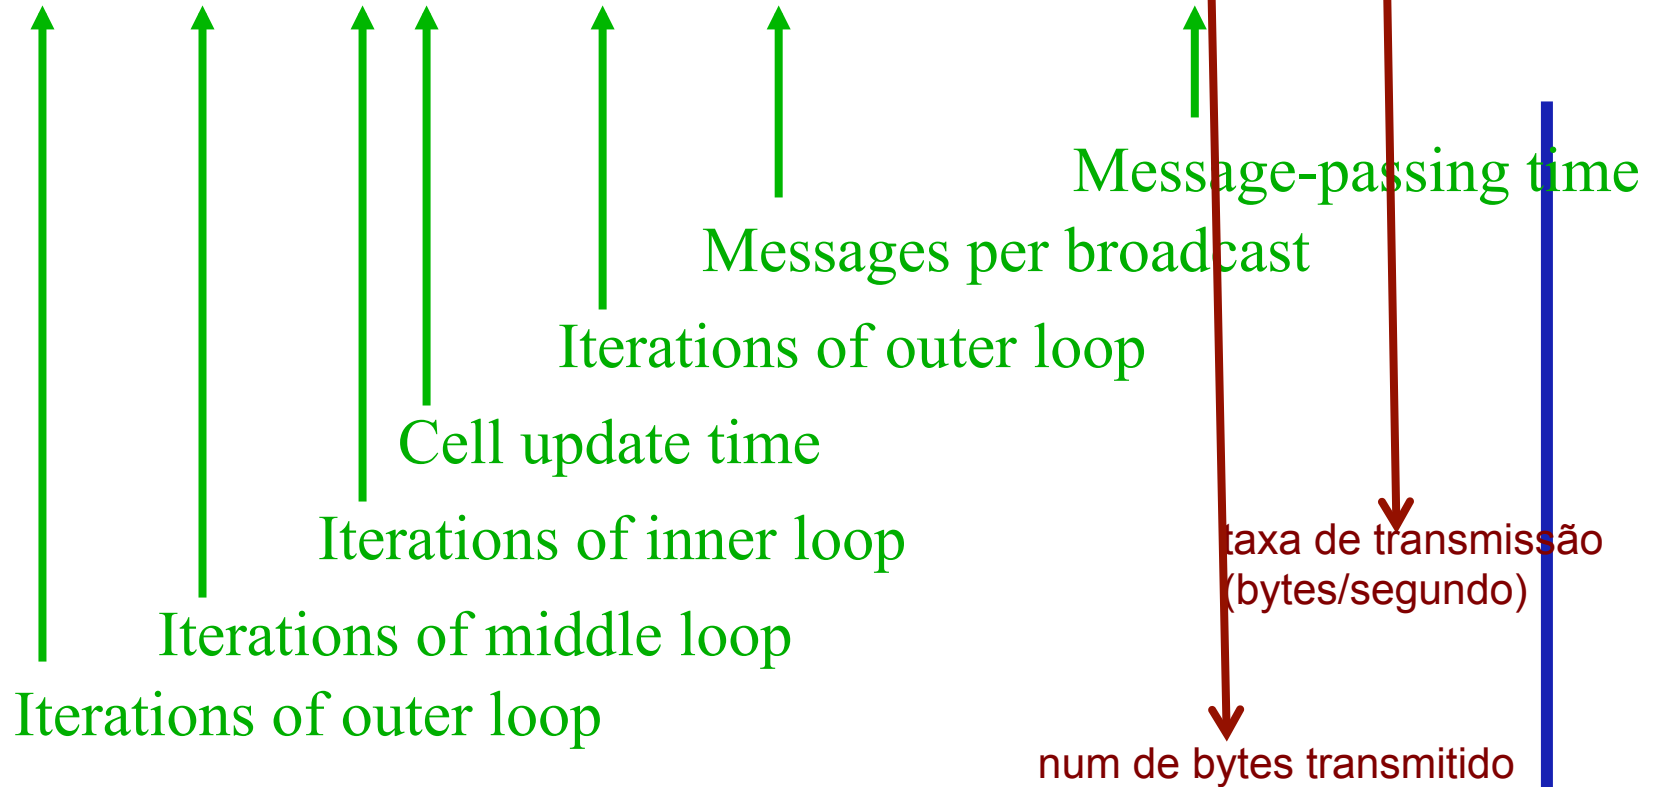 Message-passing time
Messages per broadcast
Iterations of outer loop
Cell update time
Iterations of inner loop
taxa de transmissão
(bytes/segundo)
Iterations of middle loop
Iterations of outer loop
num de bytes transmitido